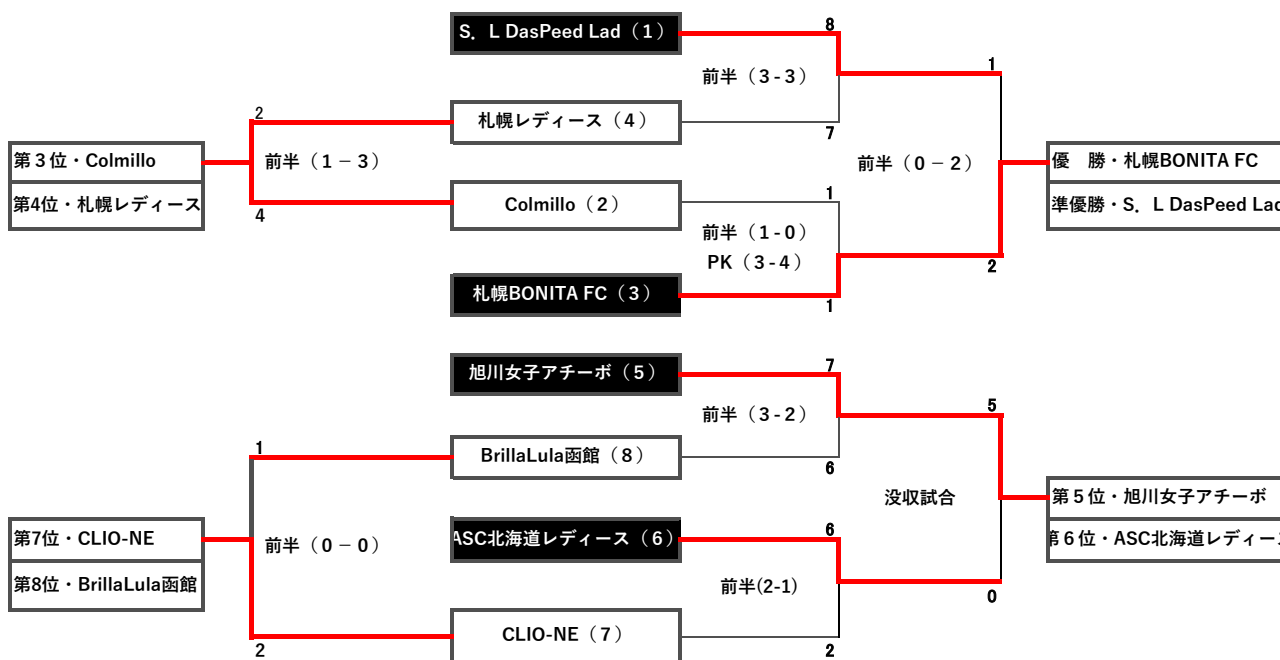 S．L DasPeed Lad（1）
8
前半（3-3）
1
2
札幌レディース（4）
7
第３位・Colmillo
前半（1－3）
前半（0－2）
優　勝・札幌BONITA FC
第4位・札幌レディース
4
Colmillo（2）
1
準優勝・S．L DasPeed Lad
前半（1-0）
PK（3-4）
2
札幌BONITA FC（3）
1
旭川女子アチーボ（5）
7
前半（3-2）
5
1
BrillaLula函館（8）
6
没収試合
第５位・旭川女子アチーボ
第7位・CLIO-NE
前半（0－0）
ASC北海道レディース（6）
6
第６位・ASC北海道レディース
第8位・BrillaLula函館
前半(2-1)
0
CLIO-NE（7）
2
2